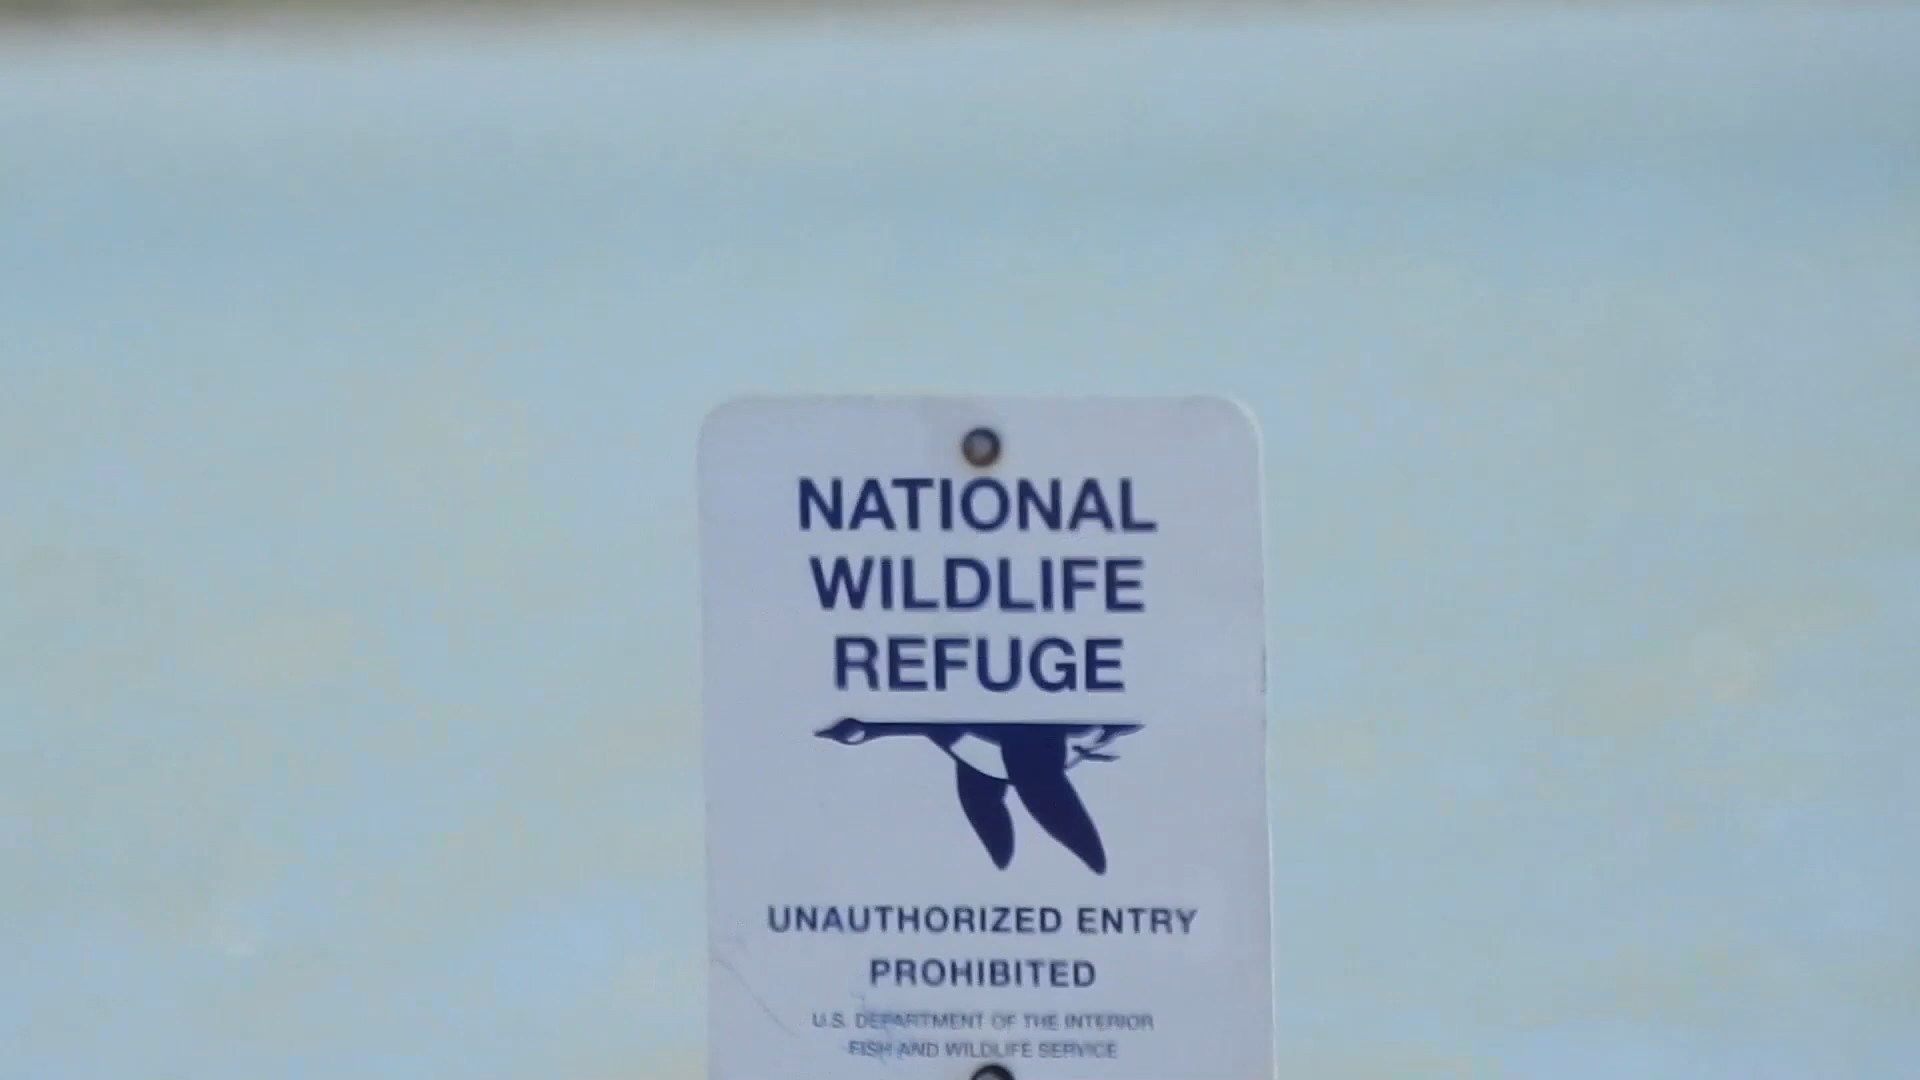 NATIONAL
WILDLIFE
REFUGE
UNAUTHORIZED ENTRY
PROHIBITED
U.S. DEPARTMENT OF THE INTERIOR
FISH AND WILDLIFE SERVICE